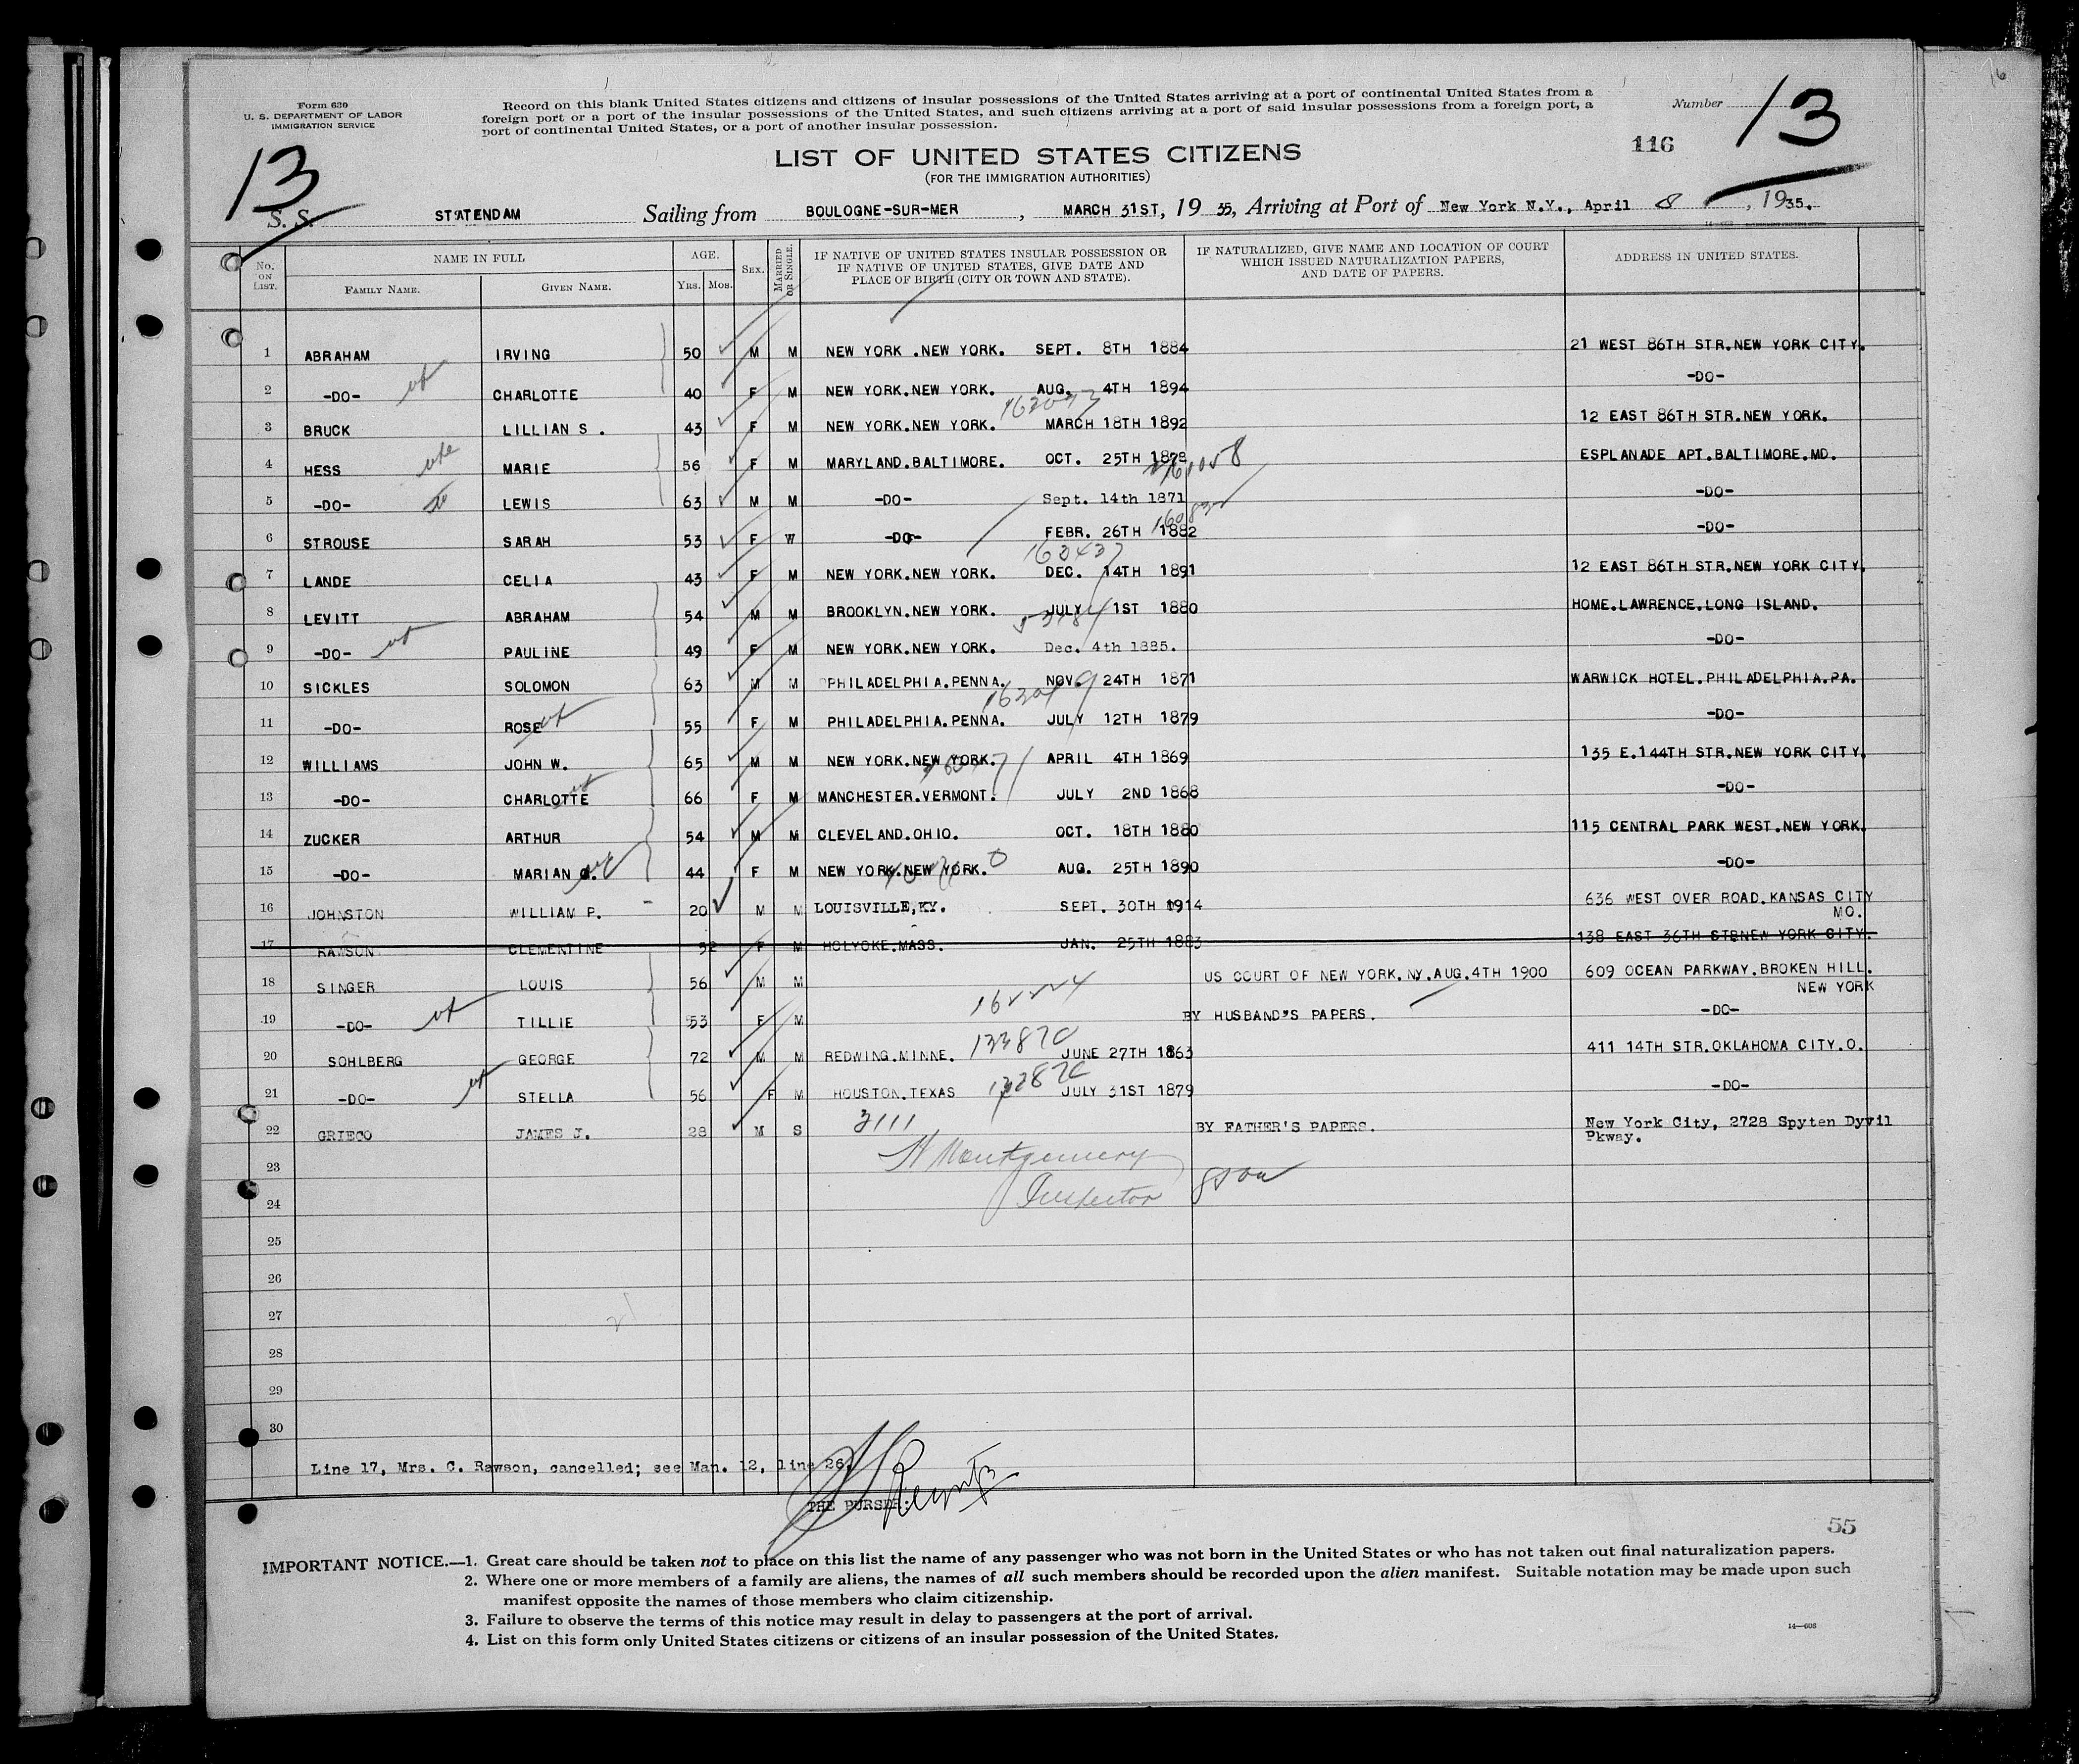 Form 630
U. S. DEPARTMENT OF LABOR
IMMIGRATION SERVICE
Record on this blank United States citizens and citizens of insular possessions of the United States arriving at a port of continental United States from a
foreign port or a port of the insular possessions of the United States, and such citizens arriving at a port of said insular possessions from a foreign port, a
port of continental United States, or a port of another insular possession.
Number 13
13
116
LIST OF UNITED STATES CITIZENS
(FOR THE IMMIGRATION AUTHORITIES)
S. S. STATENDAM Sailing from BOULOGNE-SUR-MER, MARCH 31ST, 19 35, Arriving at Port of New York N.Y., April 8, 1935.
No. ON LIST. NAME IN FULL AGE. SEX. MARRIED OR SINGLE. IF NATIVE OF UNITED STATES INSULAR POSSESSION OR IF NATIVE OF UNITED STATES, GIVE DATE AND PLACE OF BIRTH (CITY OR TOWN AND STATE). IF NATURALIZED, GIVE NAME AND LOCATION OF COURT WHICH ISSUED NATURALIZATION PAPERS, AND DATE OF PAPERS. ADDRESS IN UNITED STATES.
FAMILY NAME. GIVEN NAME. YRS. MOS.
1 ABRAHAM IRVING 50 M M NEW YORK .NEW YORK. SEPT. 8TH 1884 21 WEST 86TH STR.NEW YORK CITY.
2 -DO- CHARLOTTE 40 F M NEW YORK.NEW YORK. AUG. 4TH 1894 -DO-
3 BRUCK LILLIAN S . 43 F M NEW YORK.NEW YORK. MARCH 18TH 1892 12 EAST 86TH STR.NEW YORK.
4 HESS MARIE 56 F M MARYLAND.BALTIMORE. OCT. 25TH 1878 ESPLANADE APT.BALTIMORE.MD.
5 -DO- LEWIS 63 M M -DO- Sept. 14th 1871 -DO-
6 STROUSE SARAH 53 F W -DO- FEBR. 26TH 1882 -DO-
7 LANDE CELIA 43 F M NEW YORK.NEW YORK. DEC. 14TH 1891 12 EAST 86TH STR.NEW YORK CITY.
8 LEVITT ABRAHAM 54 M M BROOKLYN.NEW YORK. JULY 1ST 1880 HOME.LAWRENCE.LONG ISLAND.
9 -DO- PAULINE 49 F M NEW YORK.NEW YORK. Dec. 4th 1885. -DO-
10 SICKLES SOLOMON 63 M M PHILADELPHIA.PENNA. NOV. 24TH 1871 WARWICK HOTEL.PHILADELPHIA.PA.
11 -DO- ROSE 55 F M PHILADELPHIA.PENNA. JULY 12TH 1879 -DO-
12 WILLIAMS JOHN W. 65 M M NEW YORK.NEW YORK. APRIL 4TH 1869 135 E.144TH STR.NEW YORK CITY.
13 -DO- CHARLOTTE 66 F M MANCHESTER.VERMONT. JULY 2ND 1868 -DO-
14 ZUCKER ARTHUR 54 M M CLEVELAND.OHIO. OCT. 18TH 1880 115 CENTRAL PARK WEST.NEW YORK.
15 -DO- MARIAN 44 F M NEW YORK.NEW YORK. AUG. 25TH 1890 -DO-
16 JOHNSTON WILLIAM P. 20 M M LOUISVILLE,KY. SEPT. 30TH 1914 636 WEST OVER ROAD.KANSAS CITY
MO.
17 RAWSON CLEMENTINE 52 F M HOLYOKE.MASS. JAN. 25TH 1883 138 EAST 36TH STR.NEW YORK CITY.
18 SINGER LOUIS 56 M M US COURT OF NEW YORK.NY.AUG.4TH 1900 609 OCEAN PARKWAY.BROKEN HILL.
NEW YORK
19 -DO- TILLIE 53 F M BY HUSBAND'S PAPERS. -DO-
20 SOHLBERG GEORGE 72 M M REDWING.MINNE. JUNE 27TH 1863 411 14TH STR.OKLAHOMA CITY.O.
21 -DO- STELLA 56 F M HOUSTON.TEXAS JULY 31ST 1879 -DO-
22 GRIECO JAMES J. 28 M S 3111 BY FATHER'S PAPERS. New York City, 2728 Spyten Dyvil
Pkway.
23 Montgomery
24 Inspector
25
26
27
28
29
30
Line 17, Mrs. C. Rawson, cancelled; see Man. 12, line 26.
THE PURSER:
55
IMPORTANT NOTICE.—1. Great care should be taken not to place on this list the name of any passenger who was not born in the United States or who has not taken out final naturalization papers.
2. Where one or more members of a family are aliens, the names of all such members should be recorded upon the alien manifest. Suitable notation may be made upon such
manifest opposite the names of those members who claim citizenship.
3. Failure to observe the terms of this notice may result in delay to passengers at the port of arrival.
4. List on this form only United States citizens or citizens of an insular possession of the United States.